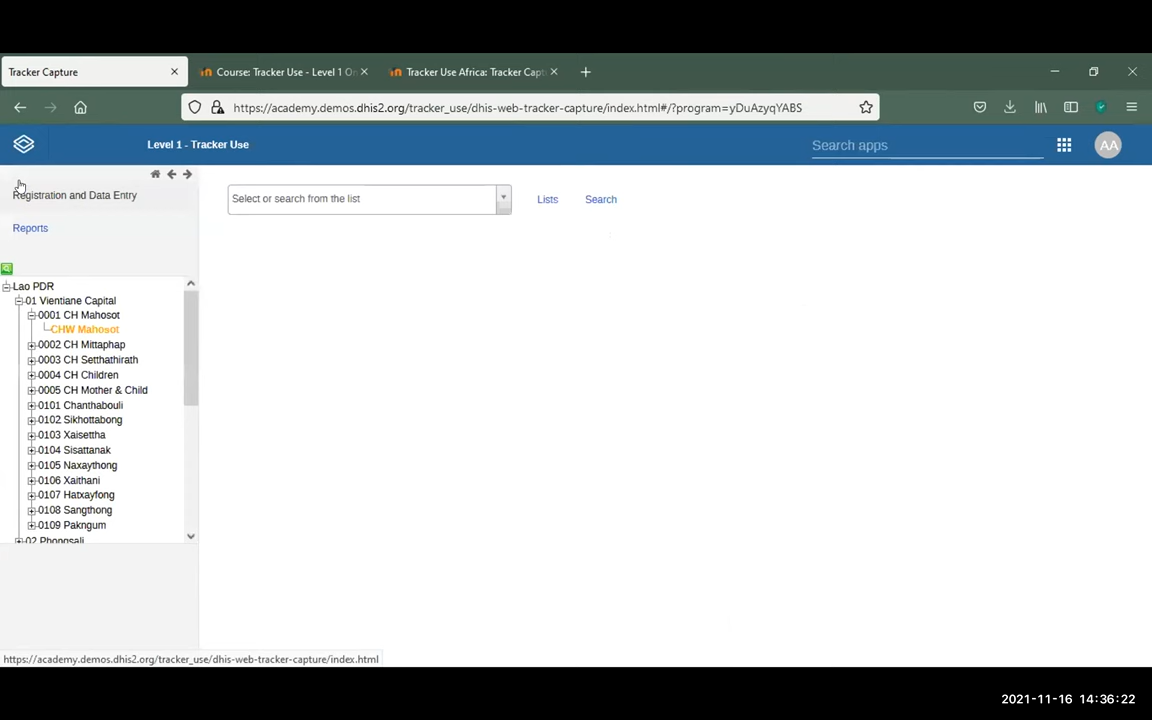 Tracker Capture
Course: Tracker Use - Level 1 On
Tracker Use Africa: Tracker Capt
https://academy.demos.dhis2.org/tracker_use/dhis-web-tracker-capture/index.html#/?program=yDuAzyqYABS
Level 1 - Tracker Use
Search apps
AA
Registration and Data Entry
Select or search from the list
Lists
Search
Reports
Lao PDR
01 Vientiane Capital
0001 CH Mahosot
CHW Mahosot
0002 CH Mittaphap
0003 CH Setthathirath
0004 CH Children
0005 CH Mother & Child
0101 Chanthabouli
0102 Sikhottabong
0103 Xaisettha
0104 Sisattanak
0105 Naxaythong
0106 Xaithani
0107 Hatxayfong
0108 Sangthong
0109 Pakngum
02 Phongsali
https://academy.demos.dhis2.org/tracker_use/dhis-web-tracker-capture/index.html
2021-11-16 14:36:22